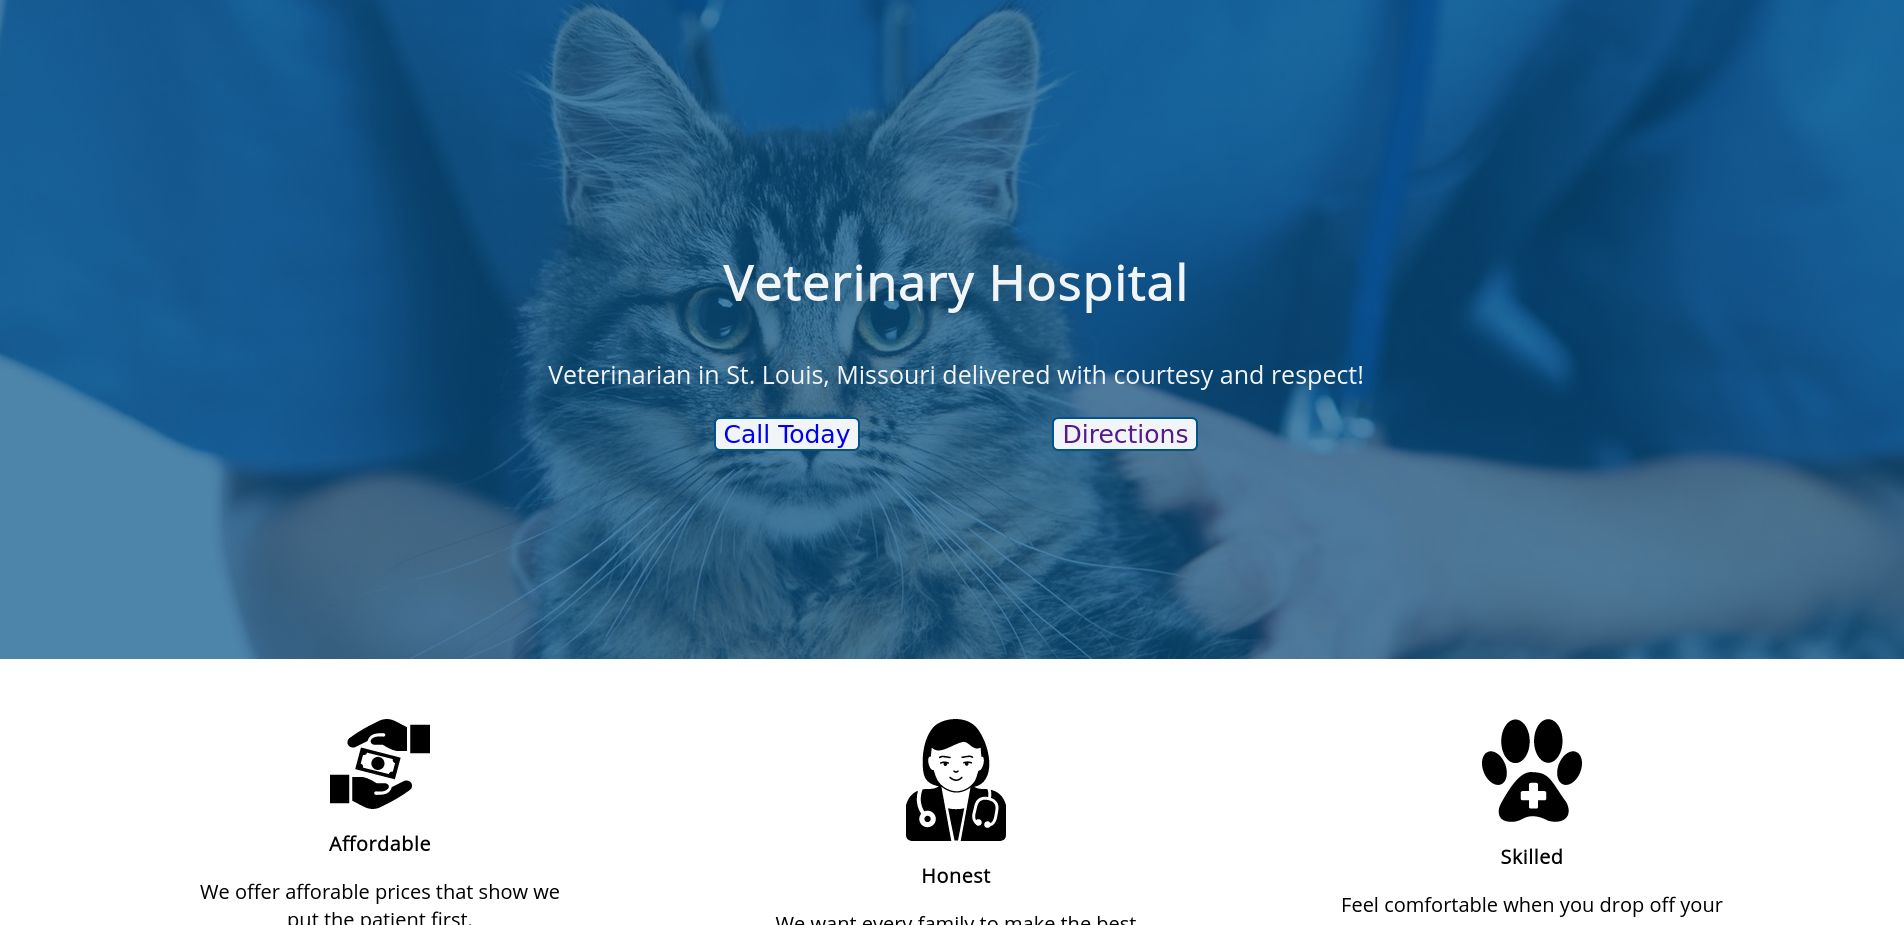 Veterinary Hospital
Veterinarian in St. Louis, Missouri delivered with courtesy and respect!
Call Today
Directions
Affordable
We offer afforable prices that show we
put the patient first.
Honest
We want every family to make the best
Skilled
Feel comfortable when you drop off your